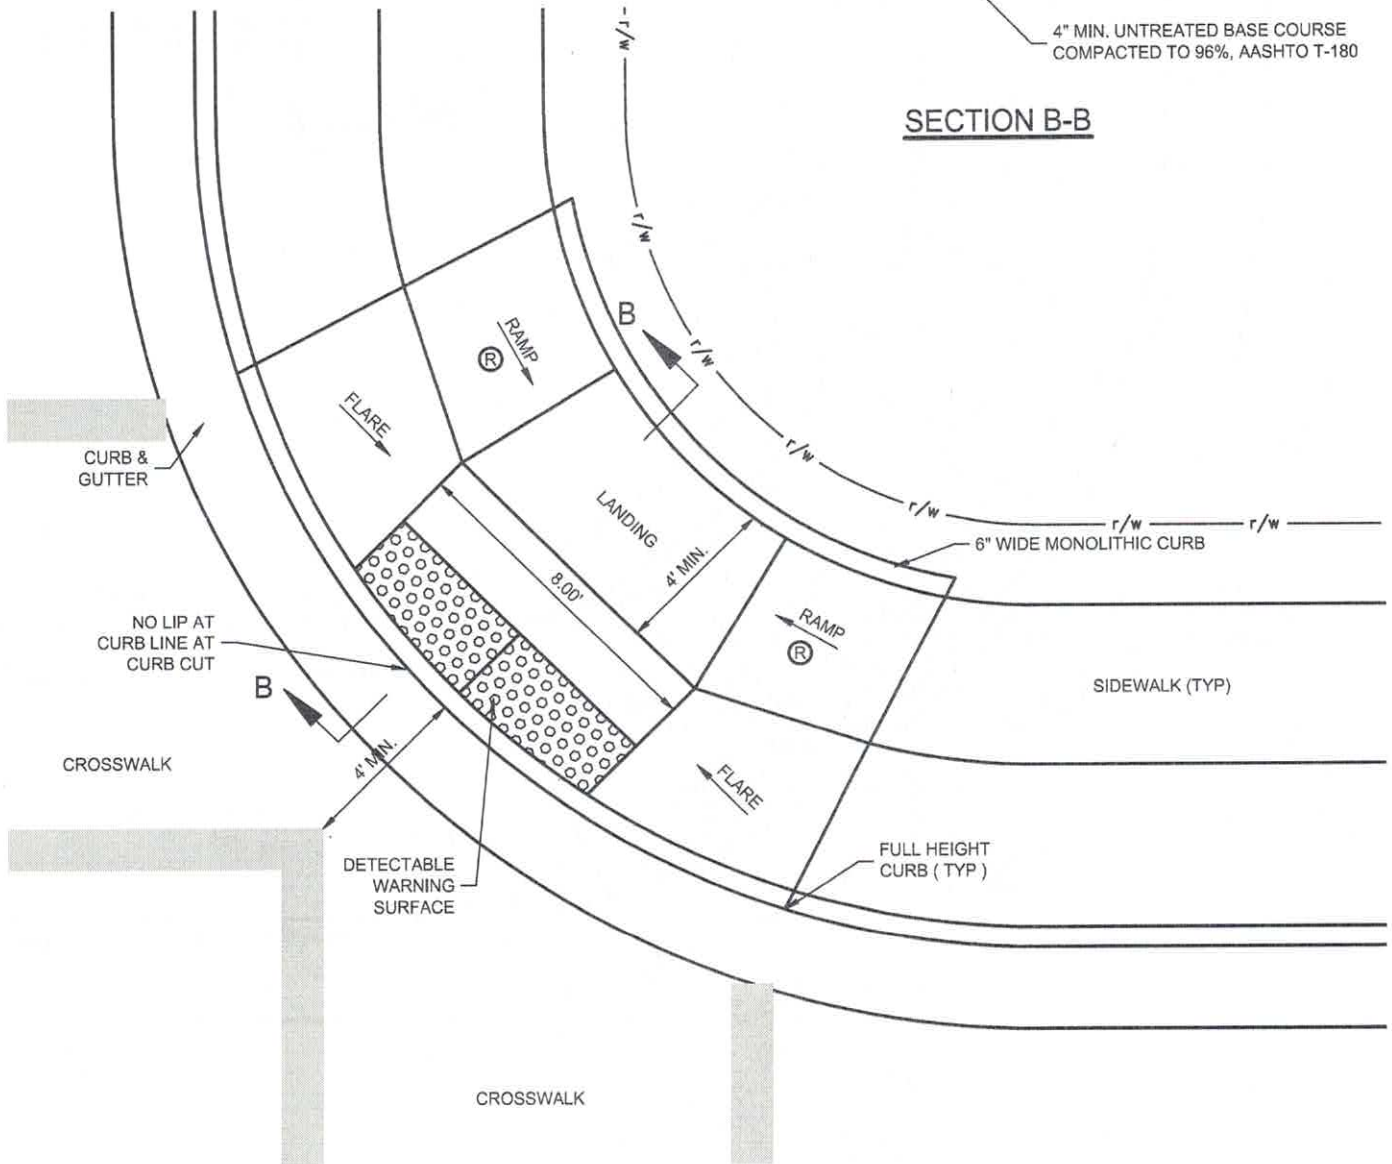 4" MIN. UNTREATED BASE COURSE
COMPACTED TO 96%, AASHTO T-180
SECTION B-B
r/w
r/w
r/w
r/w
r/w
r/w
r/w
B
RAMP
R
FLARE
CURB &
GUTTER
LANDING
6" WIDE MONOLITHIC CURB
4' MIN.
8.00'
RAMP
R
NO LIP AT
CURB LINE AT
CURB CUT
B
SIDEWALK (TYP)
CROSSWALK
4' MIN.
FLARE
DETECTABLE
WARNING
SURFACE
FULL HEIGHT
CURB ( TYP )
CROSSWALK